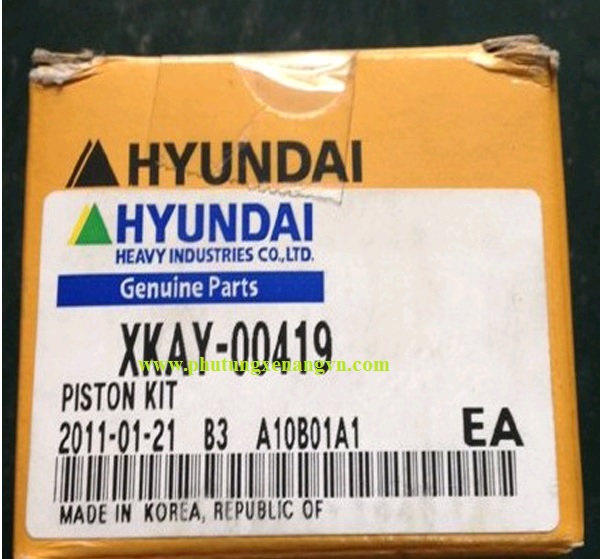 HYUNDAI
HYUNDAI
HEAVY INDUSTRIES CO.,LTD.
Genuine Parts
XKAY-00419
www.phutungxenangvn.com
PISTON KIT
2011-01-21 B3 A10B01A1 EA
MADE IN KOREA, REPUBLIC OF